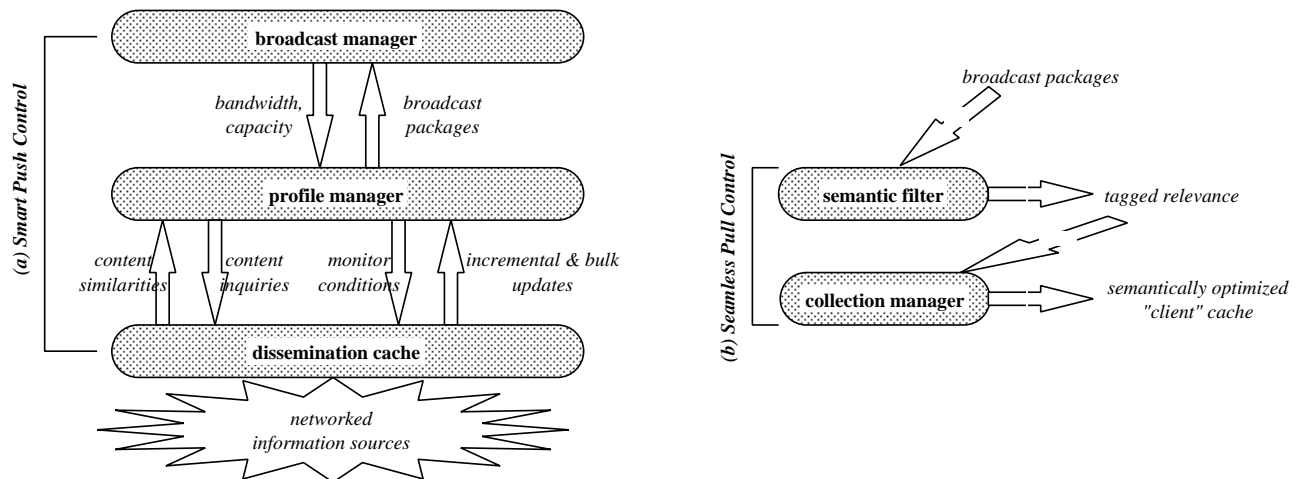 (a) Smart Push Control
broadcast manager
bandwidth,
capacity
broadcast
packages
profile manager
content
similarities
content
inquiries
monitor
conditions
incremental & bulk
updates
dissemination cache
networked
information sources
(b) Seamless Pull Control
broadcast packages
semantic filter
tagged relevance
collection manager
semantically optimized
"client" cache